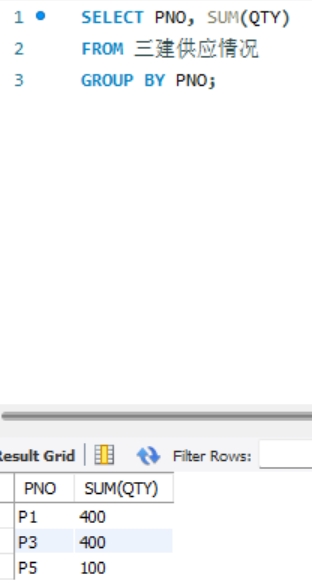 1 SELECT PNO, SUM(QTY)
2 FROM 三建供应情况
3 GROUP BY PNO;
Result Grid Filter Rows:
PNO SUM(QTY)
P1 400
P3 400
P5 100